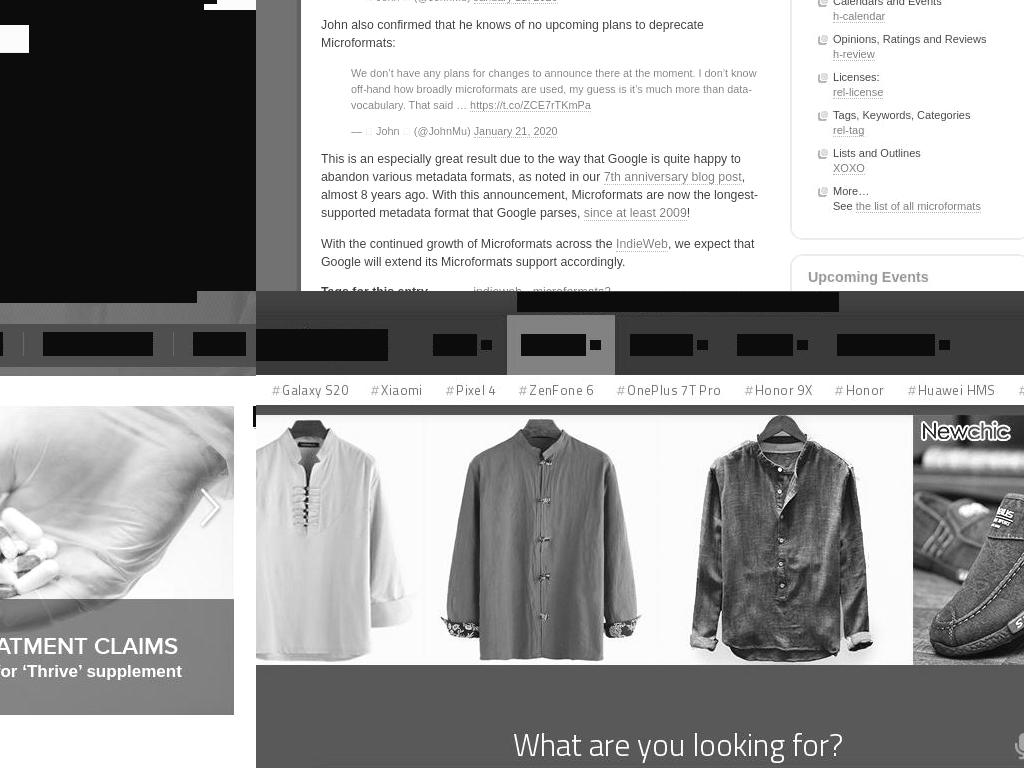 John also confirmed that he knows of no upcoming plans to deprecate
Microformats:
We don't have any plans for changes to announce there at the moment. I don't know
off-hand how broadly microformats are used, my guess is it's much more than data-
vocabulary. That said … https://t.co/ZCE7rTKmPa
— John (@JohnMu) January 21, 2020
This is an especially great result due to the way that Google is quite happy to
abandon various metadata formats, as noted in our 7th anniversary blog post,
almost 8 years ago. With this announcement, Microformats are now the longest-
supported metadata format that Google parses, since at least 2009!
With the continued growth of Microformats across the IndieWeb, we expect that
Google will extend its Microformats support accordingly.
Tags for this entry indieweb microformats2
Calendars and Events
h-calendar
Opinions, Ratings and Reviews
h-review
Licenses:
rel-license
Tags, Keywords, Categories
rel-tag
Lists and Outlines
XOXO
More…
See the list of all microformats
Upcoming Events
#Galaxy S20 #Xiaomi #Pixel 4 #ZenFone 6 #OnePlus 7T Pro #Honor 9X #Honor #Huawei HMS #
Newchic
ATMENT CLAIMS
for 'Thrive' supplement
What are you looking for?